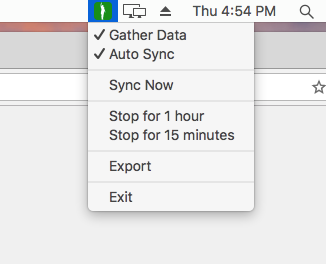 Thu 4:54 PM
✓ Gather Data
✓ Auto Sync
Sync Now
Stop for 1 hour
Stop for 15 minutes
Export
Exit